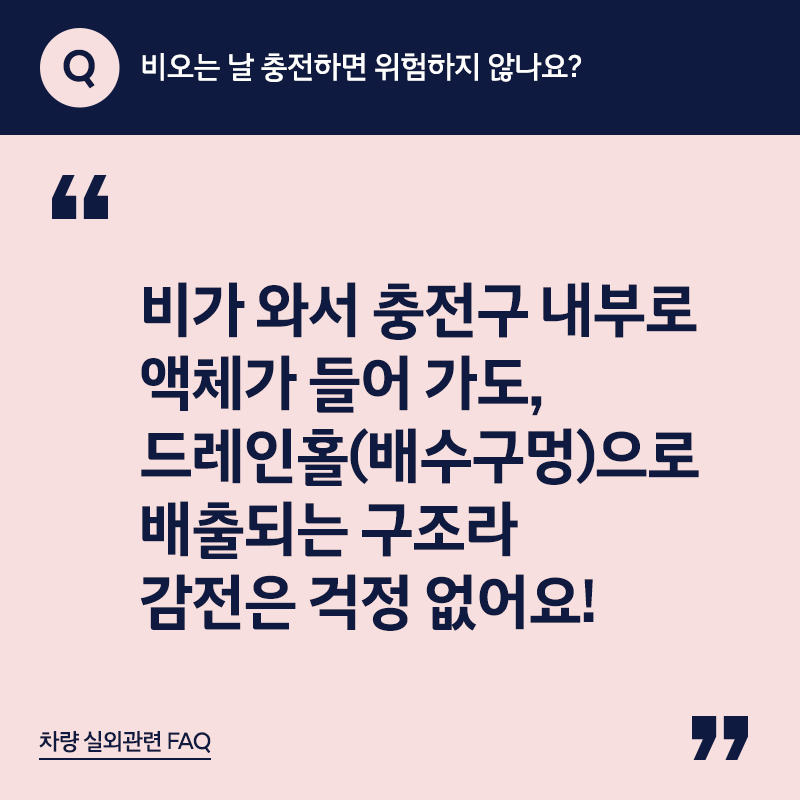 Q 비오는 날 충전하면 위험하지 않나요?
“
비가 와서 충전구 내부로
액체가 들어 가도,
드레인홀(배수구멍)으로
배출되는 구조라
감전은 걱정 없어요!
”
차량 실외관련 FAQ